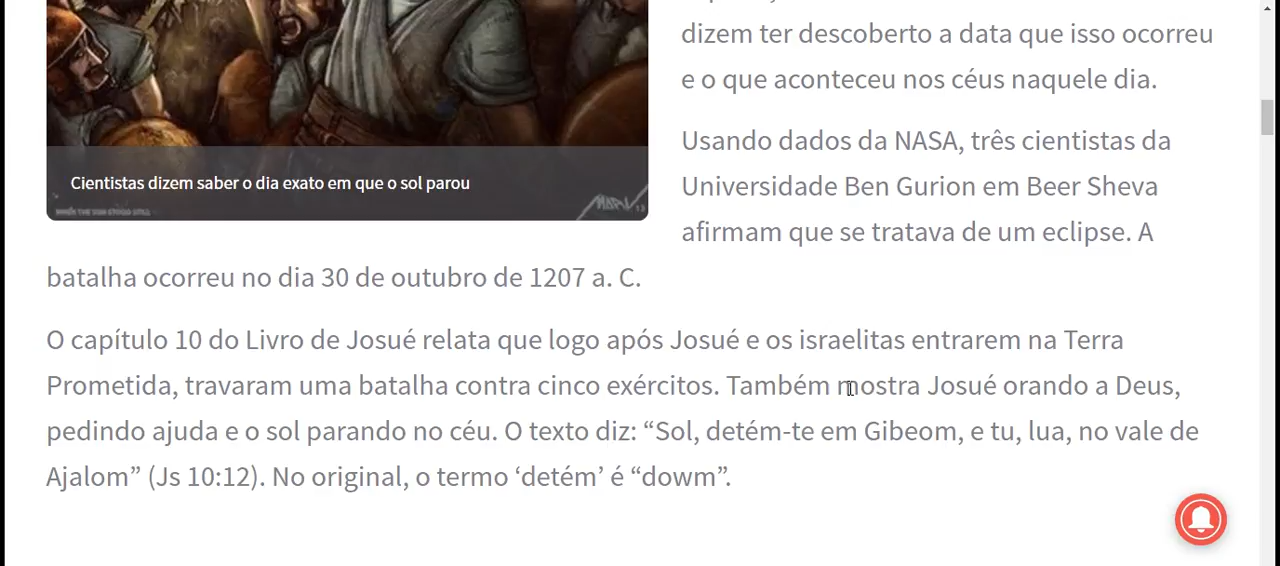 dizem ter descoberto a data que isso ocorreu
e o que aconteceu nos céus naquele dia.
Usando dados da NASA, três cientistas da
Universidade Ben Gurion em Beer Sheva
afirmam que se tratava de um eclipse. A
Cientistas dizem saber o dia exato em que o sol parou
batalha ocorreu no dia 30 de outubro de 1207 a. C.
O capítulo 10 do Livro de Josué relata que logo após Josué e os israelitas entrarem na Terra
Prometida, travaram uma batalha contra cinco exércitos. Também mostra Josué orando a Deus,
pedindo ajuda e o sol parando no céu. O texto diz: “Sol, detém-te em Gibeom, e tu, lua, no vale de
Ajalom” (Js 10:12). No original, o termo ‘detém’ é “dowm”.